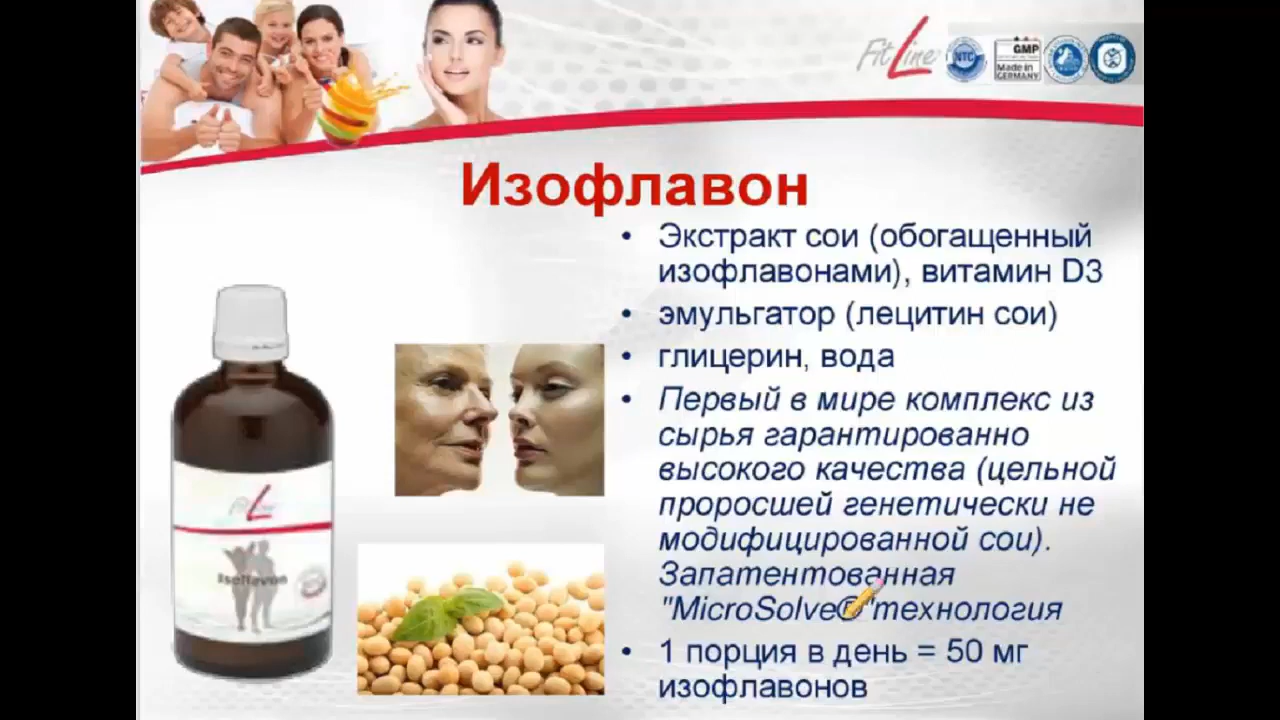 FitLine
NTC
GMP
Made in
GERMANY
Изофлавон
• Экстракт сои (обогащенный
изофлавонами), витамин D3
• эмульгатор (лецитин сои)
• глицерин, вода
• Первый в мире комплекс из
сырья гарантированно
высокого качества (цельной
проросшей генетически не
модифицированной сои).
Запатентованная
"MicroSolve®"технология
• 1 порция в день = 50 мг
изофлавонов
FitLine